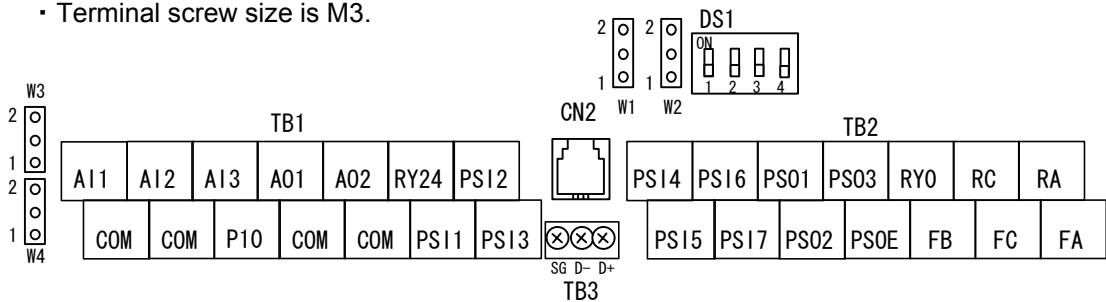 ・Terminal screw size is M3.
DS1
2 2 ON
1 1 1 2 3 4
W1 W2
W3
2 1
2 1
W4
TB1 CN2 TB2
AI1 AI2 AI3 AO1 AO2 RY24 PSI2
COM COM P10 COM COM PSI1 PSI3
PSI4 PSI6 PSO1 PSO3 RYO RC RA
PSI5 PSI7 PSO2 PSOE FB FC FA
SG D- D+
TB3